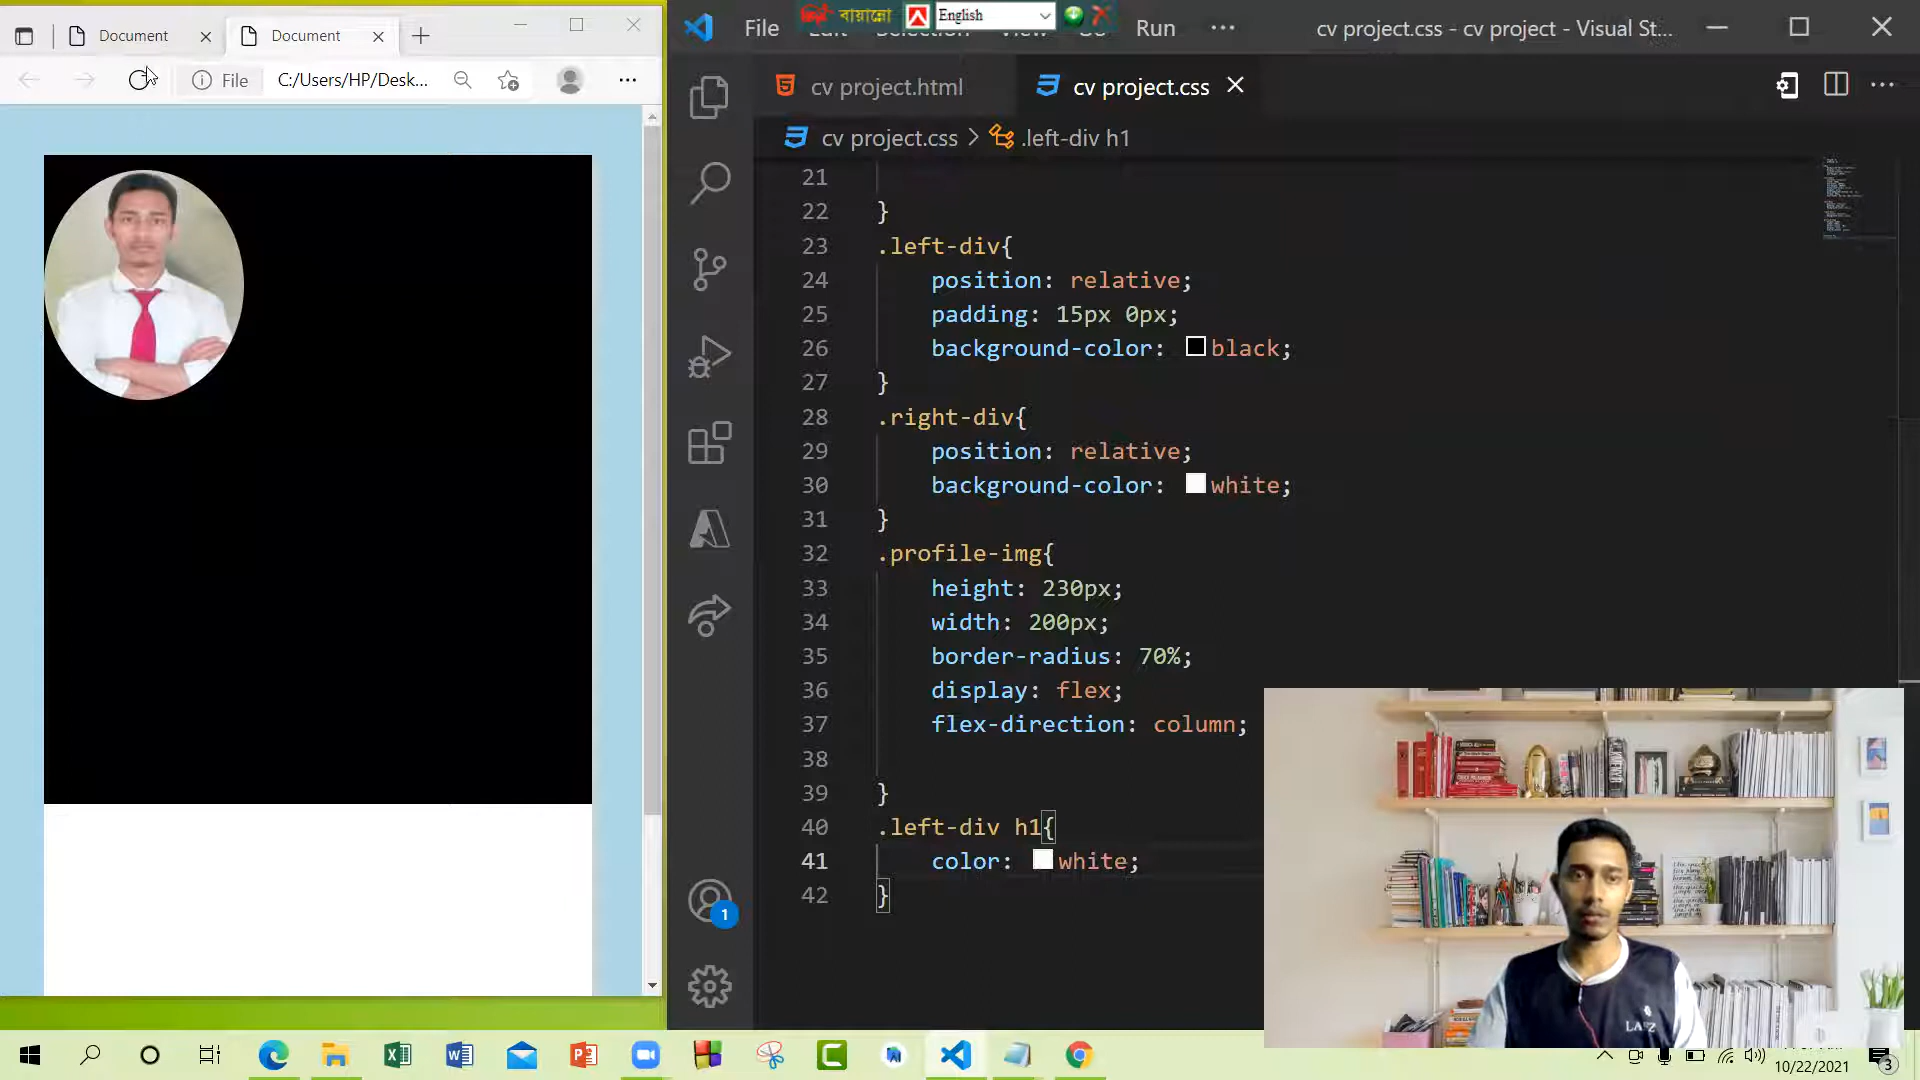 Document
Document
File
C:/Users/HP/Desk...
File
বায়ান্নো
English
Run
cv project.css - cv project - Visual St...
cv project.html
cv project.css
cv project.css > .left-div h1
21
22 }
23 .left-div{
24 position: relative;
25 padding: 15px 0px;
26 background-color: black;
27 }
28 .right-div{
29 position: relative;
30 background-color: white;
31 }
32 .profile-img{
33 height: 230px;
34 width: 200px;
35 border-radius: 70%;
36 display: flex;
37 flex-direction: column;
38
39 }
40 .left-div h1{
41 color: white;
42 }
1
10/22/2021
3